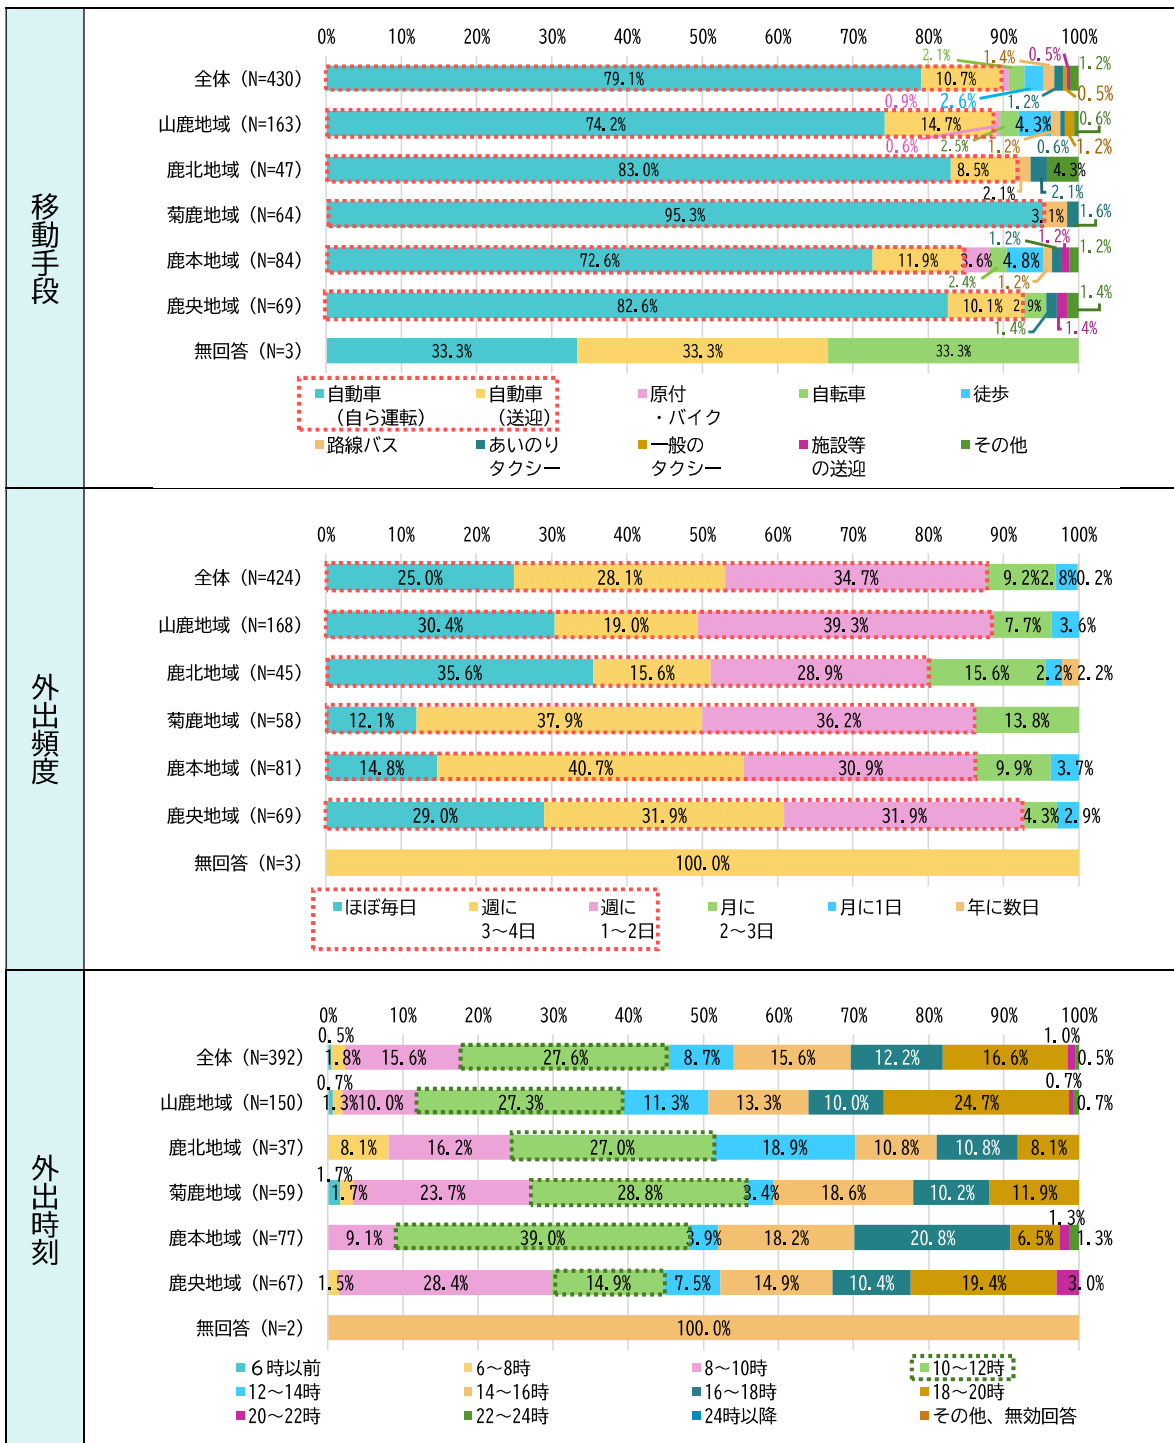 移動手段
0% 10% 20% 30% 40% 50% 60% 70% 80% 90% 100%
2.1% 1.4% 0.5% 1.2%
全体 (N=430) 79.1% 10.7%
0.9% 2.6% 1.2% 0.5%
山鹿地域 (N=163) 74.2% 14.7% 4.3% 0.6%
0.6% 2.5% 1.2% 0.6% 1.2%
鹿北地域 (N=47) 83.0% 8.5% 4.3%
2.1% 2.1%
菊鹿地域 (N=64) 95.3% 3.1% 1.6%
1.2% 1.2% 1.2%
鹿本地域 (N=84) 72.6% 11.9% 3.6% 4.8%
2.4% 1.2%
鹿央地域 (N=69) 82.6% 10.1% 2.9% 1.4%
1.4% 1.4%
無回答 (N=3) 33.3% 33.3% 33.3%
自動車（自ら運転） 自動車（送迎） 原付・バイク 自転車 徒歩
路線バス あいのりタクシー 一般のタクシー 施設等の送迎 その他
外出頻度
0% 10% 20% 30% 40% 50% 60% 70% 80% 90% 100%
全体 (N=424) 25.0% 28.1% 34.7% 9.2% 2.8% 0.2%
山鹿地域 (N=168) 30.4% 19.0% 39.3% 7.7% 3.6%
鹿北地域 (N=45) 35.6% 15.6% 28.9% 15.6% 2.2% 2.2%
菊鹿地域 (N=58) 12.1% 37.9% 36.2% 13.8%
鹿本地域 (N=81) 14.8% 40.7% 30.9% 9.9% 3.7%
鹿央地域 (N=69) 29.0% 31.9% 31.9% 4.3% 2.9%
無回答 (N=3) 100.0%
ほぼ毎日 週に3～4日 週に1～2日 月に2～3日 月に1日 年に数日
外出時刻
0% 10% 20% 30% 40% 50% 60% 70% 80% 90% 100%
0.5% 1.0%
全体 (N=392) 1.8% 15.6% 27.6% 8.7% 15.6% 12.2% 16.6% 0.5%
0.7% 0.7%
山鹿地域 (N=150) 1.3% 10.0% 27.3% 11.3% 13.3% 10.0% 24.7% 0.7%
鹿北地域 (N=37) 8.1% 16.2% 27.0% 18.9% 10.8% 10.8% 8.1%
1.7%
菊鹿地域 (N=59) 1.7% 23.7% 28.8% 3.4% 18.6% 10.2% 11.9%
1.3%
鹿本地域 (N=77) 9.1% 39.0% 3.9% 18.2% 20.8% 6.5% 1.3%
鹿央地域 (N=67) 1.5% 28.4% 14.9% 7.5% 14.9% 10.4% 19.4% 3.0%
無回答 (N=2) 100.0%
６時以前 6～8時 8～10時 10～12時
12～14時 14～16時 16～18時 18～20時
20～22時 22～24時 24時以降 その他、無効回答